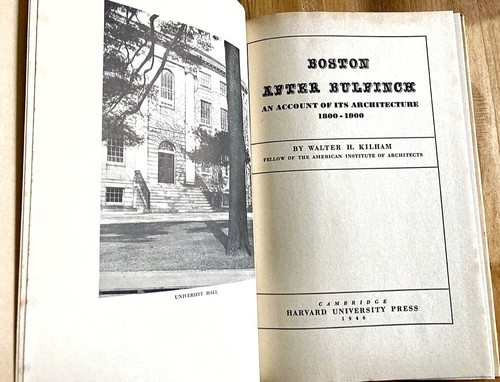 UNIVERSITY HALL
BOSTON
AFTER BULFINCH
AN ACCOUNT OF ITS ARCHITECTURE
1800-1900
BY WALTER H. KILHAM
FELLOW OF THE AMERICAN INSTITUTE OF ARCHITECTS
CAMBRIDGE
HARVARD UNIVERSITY PRESS
1946